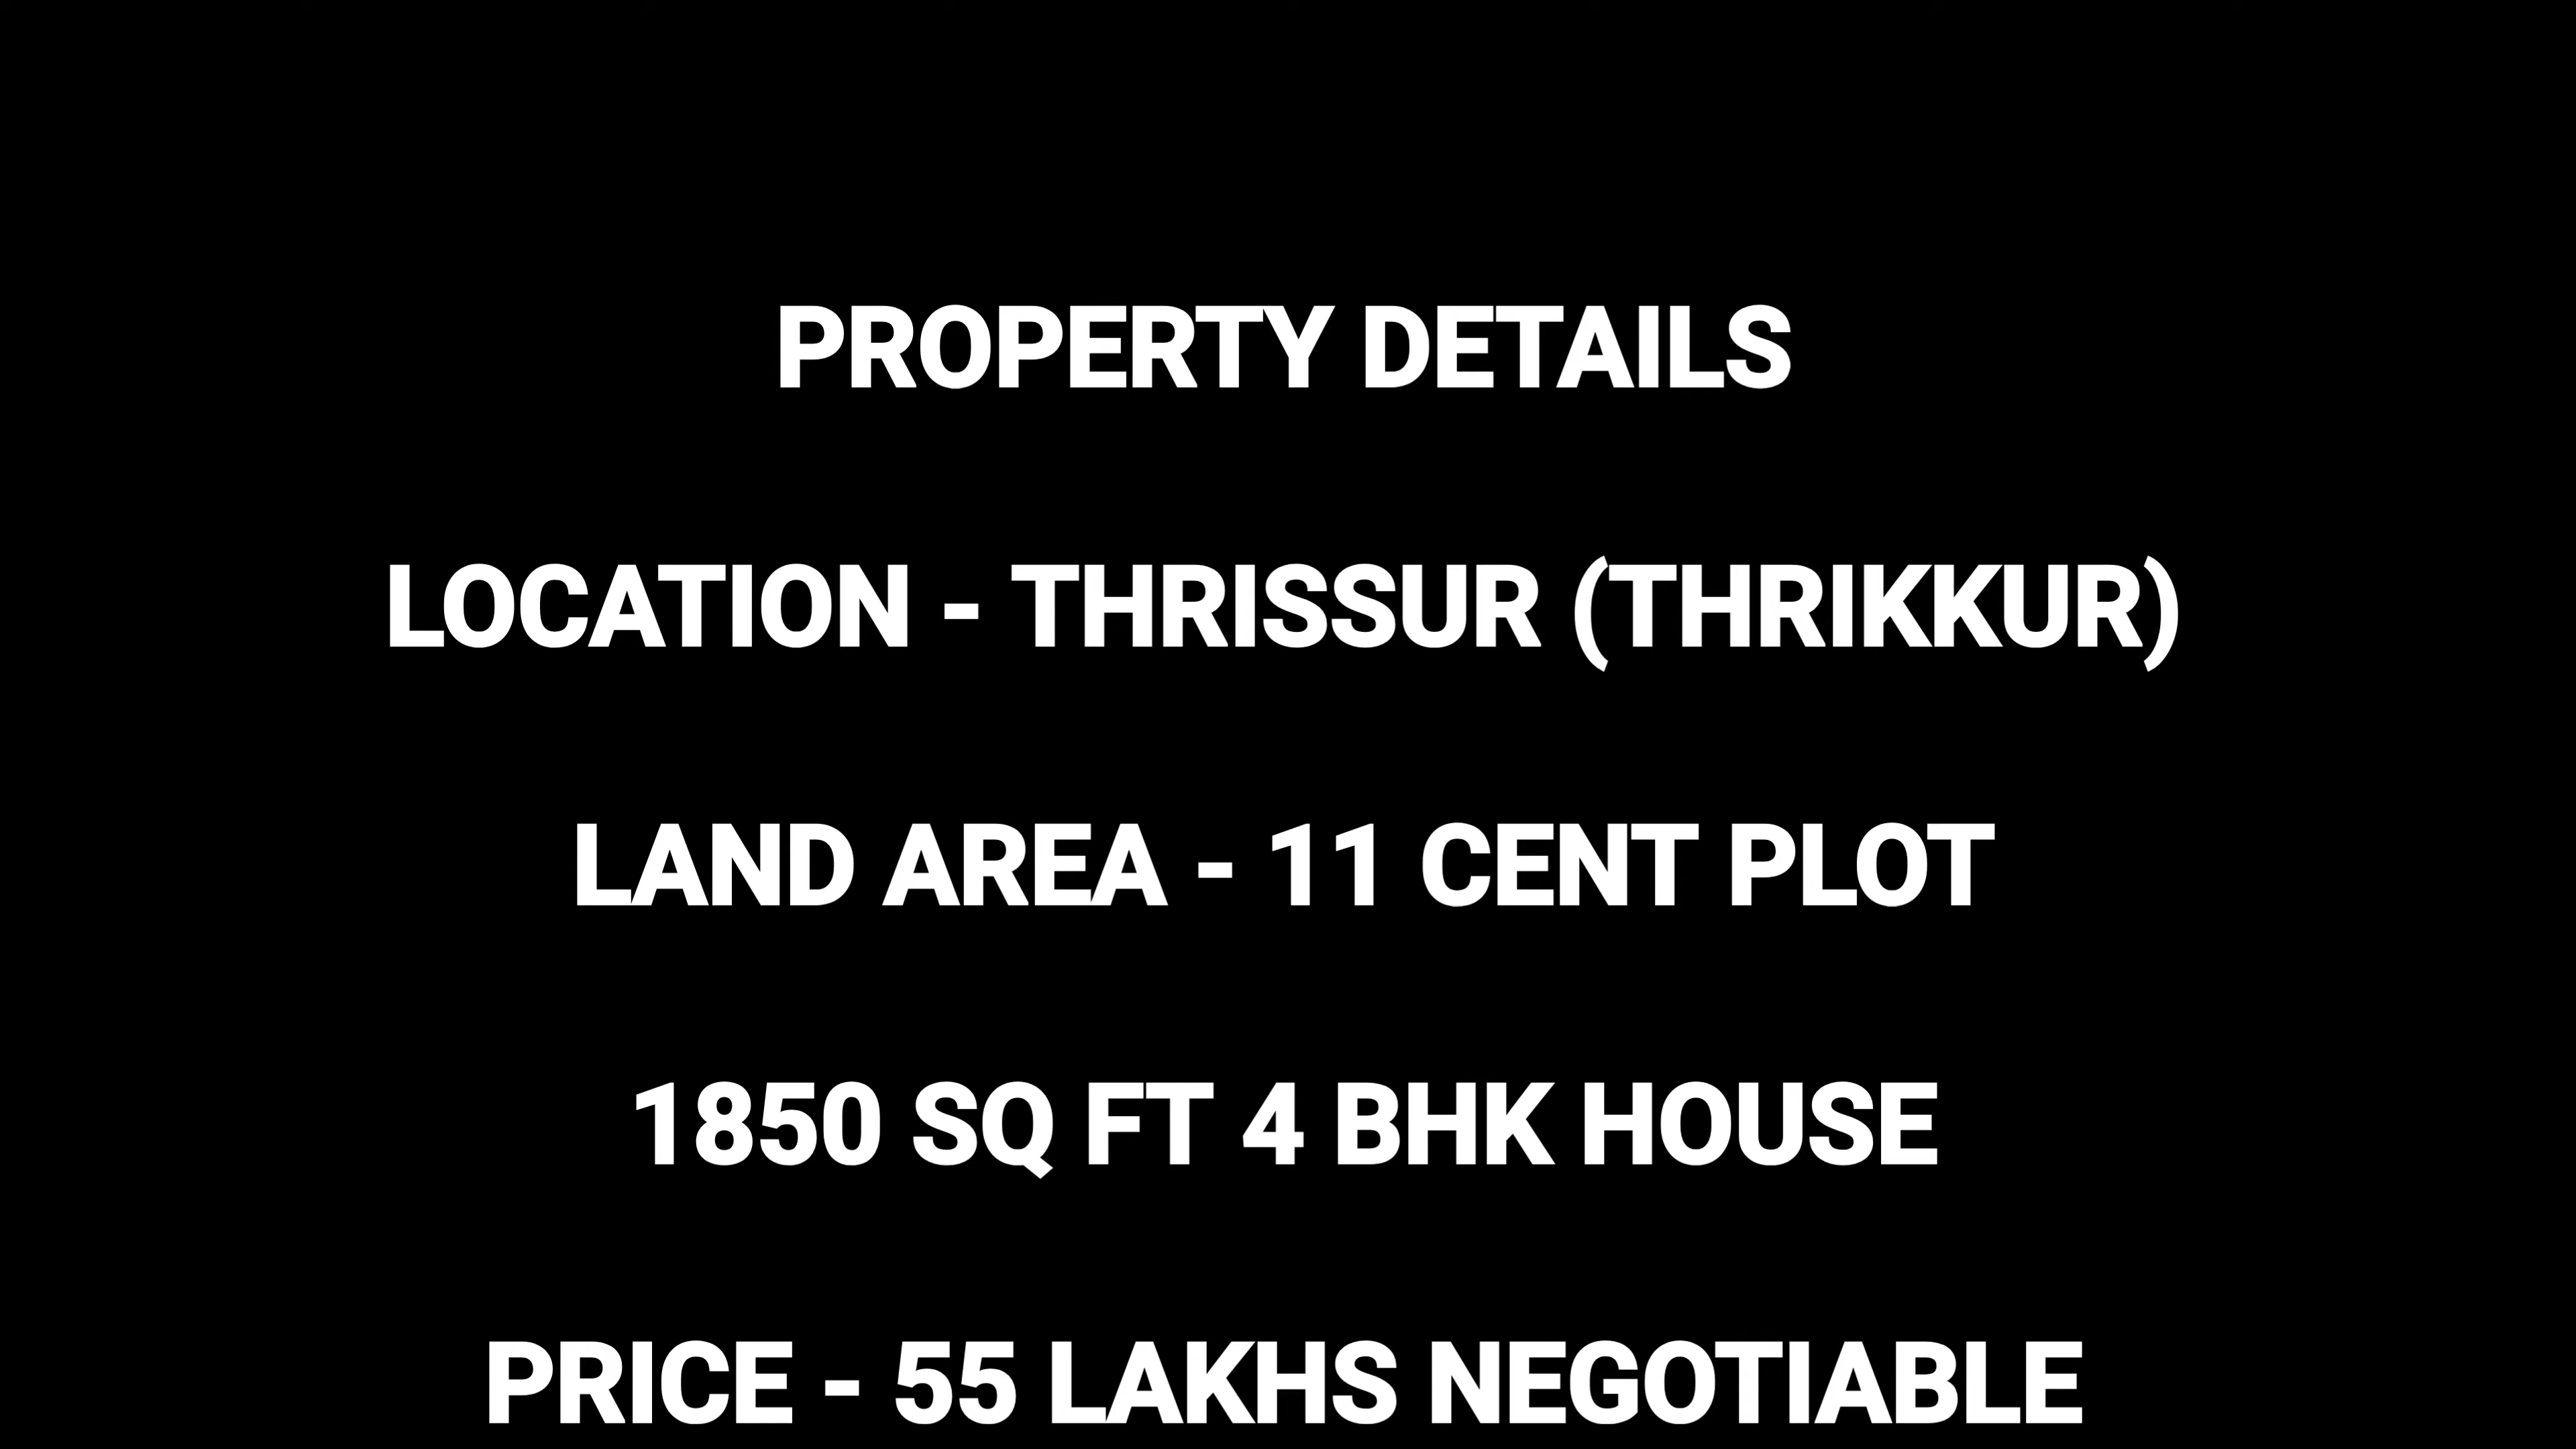 PROPERTY DETAILS
LOCATION - THRISSUR (THRIKKUR)
LAND AREA - 11 CENT PLOT
1850 SQ FT 4 BHK HOUSE
PRICE - 55 LAKHS NEGOTIABLE